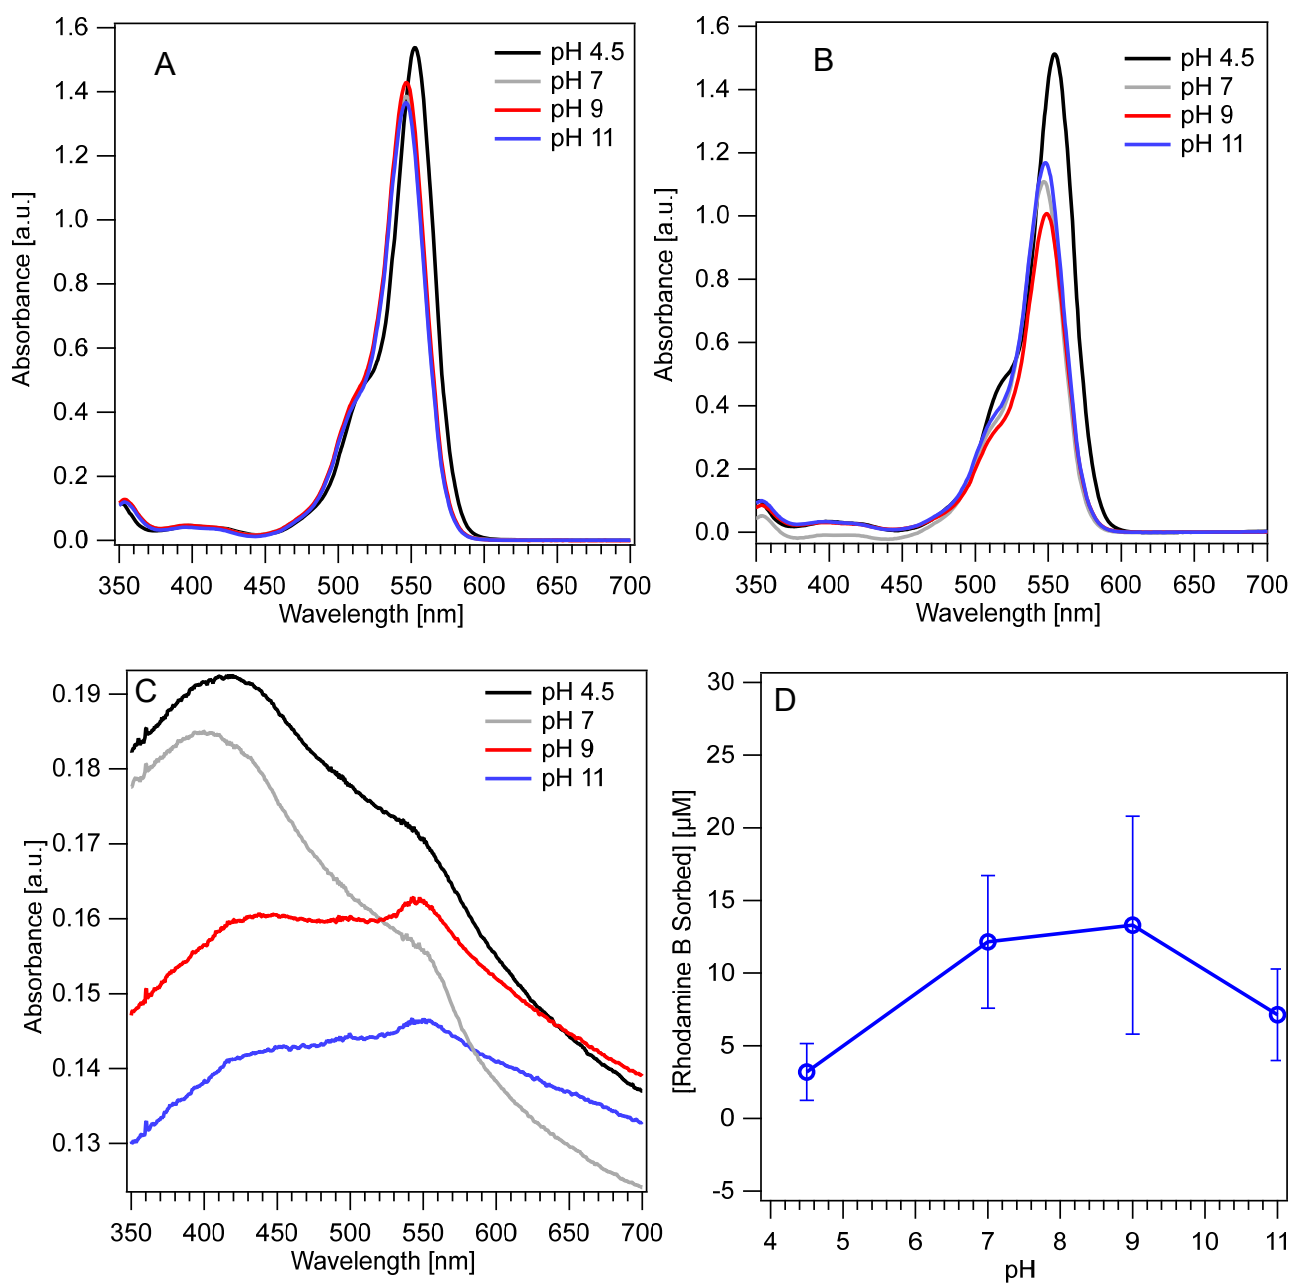 A
Absorbance [a.u.]
1.6
1.4
1.2
1.0
0.8
0.6
0.4
0.2
0.0
pH 4.5
pH 7
pH 9
pH 11
350 400 450 500 550 600 650 700
Wavelength [nm]
B
Absorbance [a.u.]
1.6
1.4
1.2
1.0
0.8
0.6
0.4
0.2
0.0
pH 4.5
pH 7
pH 9
pH 11
350 400 450 500 550 600 650 700
Wavelength [nm]
C
Absorbance [a.u.]
0.19
0.18
0.17
0.16
0.15
0.14
0.13
pH 4.5
pH 7
pH 9
pH 11
350 400 450 500 550 600 650 700
Wavelength [nm]
D
[Rhodamine B Sorbed] [µM]
30
25
20
15
10
5
0
-5
4 5 6 7 8 9 10 11
pH